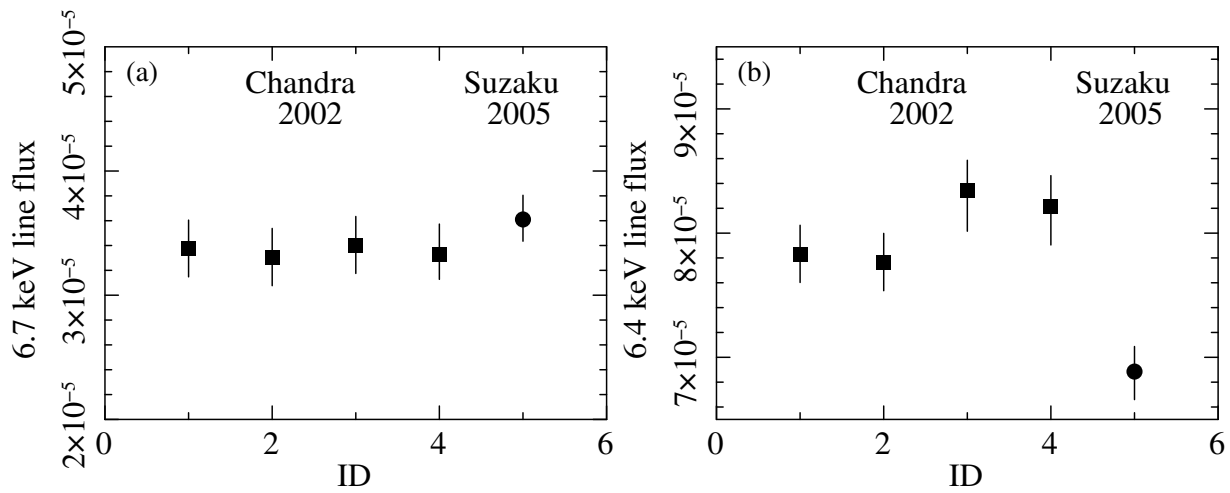 (a)
Chandra
2002
Suzaku
2005
6.7 keV line flux
2×10⁻⁵
3×10⁻⁵
4×10⁻⁵
5×10⁻⁵
0
2
4
6
ID
(b)
Chandra
2002
Suzaku
2005
6.4 keV line flux
7×10⁻⁵
8×10⁻⁵
9×10⁻⁵
0
2
4
6
ID